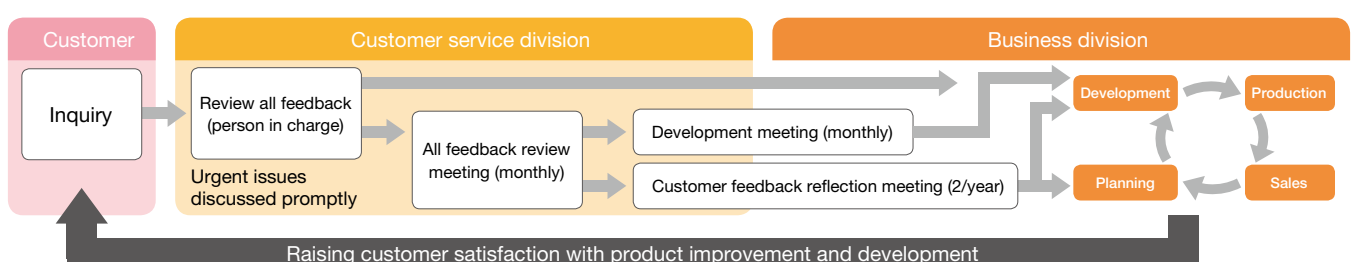 Customer
Customer service division
Business division
Inquiry
Review all feedback
(person in charge)
Urgent issues
discussed promptly
All feedback review
meeting (monthly)
Development meeting (monthly)
Customer feedback reflection meeting (2/year)
Development
Production
Planning
Sales
Raising customer satisfaction with product improvement and development